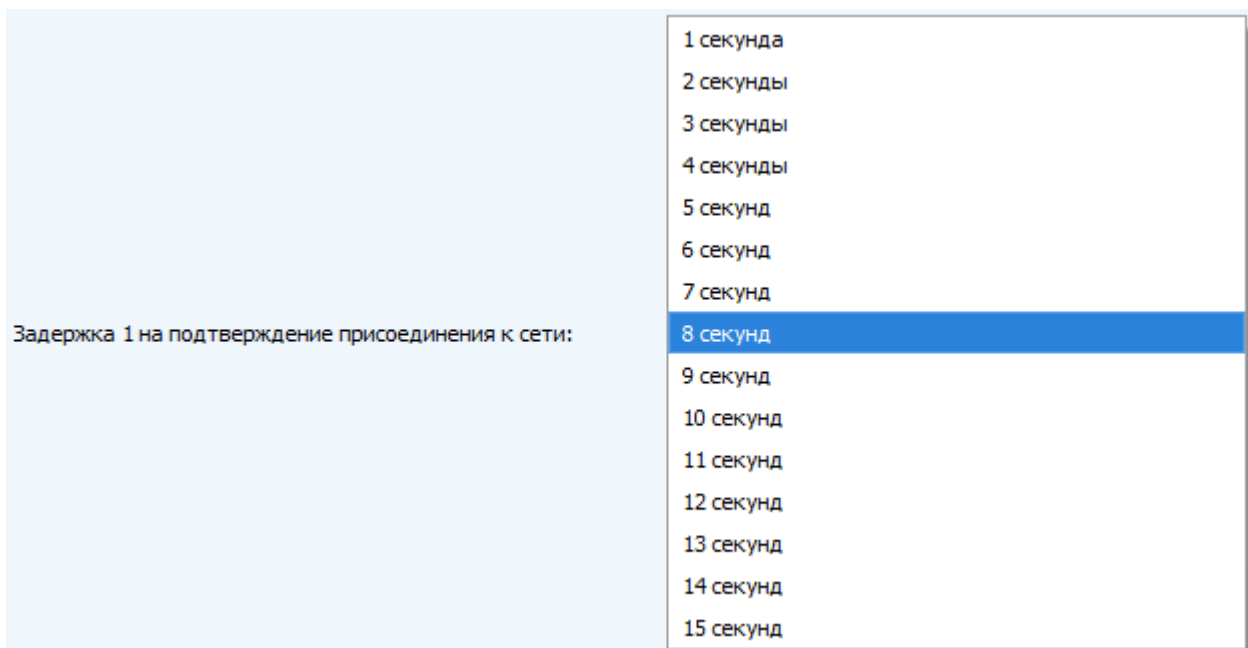 1 секунда
2 секунды
3 секунды
4 секунды
5 секунд
6 секунд
7 секунд
Задержка 1 на подтверждение присоединения к сети:
8 секунд
9 секунд
10 секунд
11 секунд
12 секунд
13 секунд
14 секунд
15 секунд